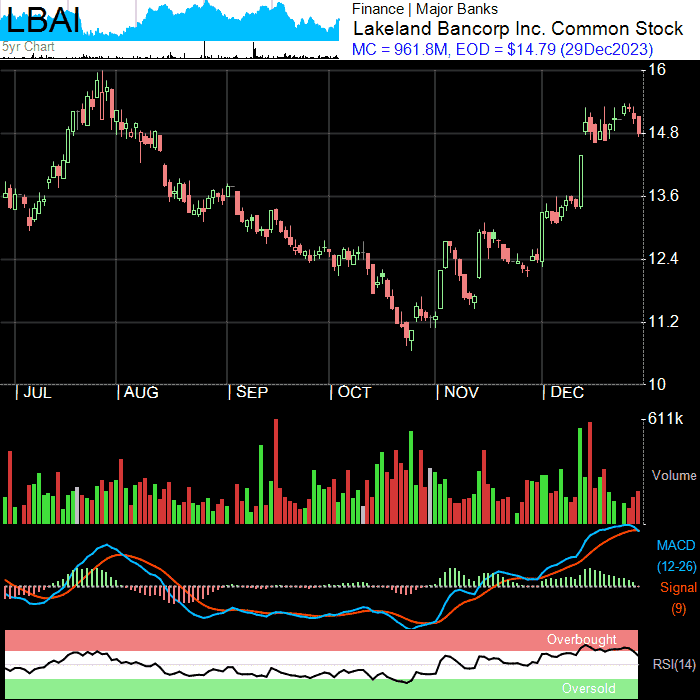 LBAI
5yr Chart
Finance | Major Banks
Lakeland Bancorp Inc. Common Stock
MC = 961.8M, EOD = $14.79 (29Dec2023)
16
14.8
13.6
12.4
11.2
10
JUL AUG SEP OCT NOV DEC
611k
Volume
MACD
(12-26)
Signal
(9)
Overbought
RSI(14)
Oversold